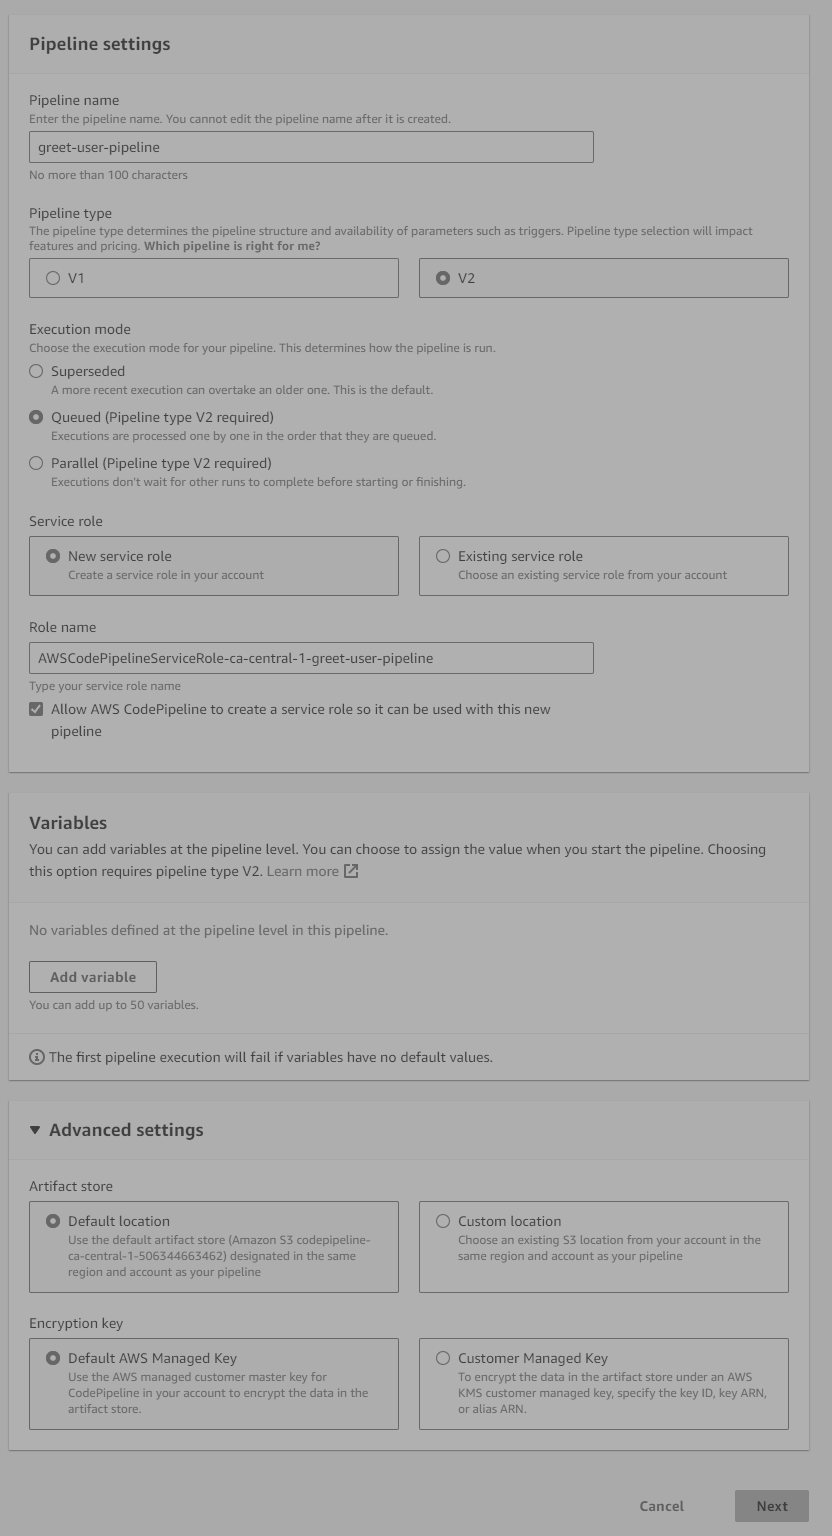 Pipeline settings
Pipeline name
Enter the pipeline name. You cannot edit the pipeline name after it is created.
greet-user-pipeline
No more than 100 characters
Pipeline type
The pipeline type determines the pipeline structure and availability of parameters such as triggers. Pipeline type selection will impact
features and pricing. Which pipeline is right for me?
V1
V2
Execution mode
Choose the execution mode for your pipeline. This determines how the pipeline is run.
Superseded
A more recent execution can overtake an older one. This is the default.
Queued (Pipeline type V2 required)
Executions are processed one by one in the order that they are queued.
Parallel (Pipeline type V2 required)
Executions don't wait for other runs to complete before starting or finishing.
Service role
New service role
Create a service role in your account
Existing service role
Choose an existing service role from your account
Role name
AWSCodePipelineServiceRole-ca-central-1-greet-user-pipeline
Type your service role name
Allow AWS CodePipeline to create a service role so it can be used with this new
pipeline
Variables
You can add variables at the pipeline level. You can choose to assign the value when you start the pipeline. Choosing
this option requires pipeline type V2. Learn more
No variables defined at the pipeline level in this pipeline.
Add variable
You can add up to 50 variables.
The first pipeline execution will fail if variables have no default values.
Advanced settings
Artifact store
Default location
Use the default artifact store (Amazon S3 codepipeline-
ca-central-1-506344663462) designated in the same
region and account as your pipeline
Custom location
Choose an existing S3 location from your account in the
same region and account as your pipeline
Encryption key
Default AWS Managed Key
Use the AWS managed customer master key for
CodePipeline in your account to encrypt the data in the
artifact store.
Customer Managed Key
To encrypt the data in the artifact store under an AWS
KMS customer managed key, specify the key ID, key ARN,
or alias ARN.
Cancel
Next